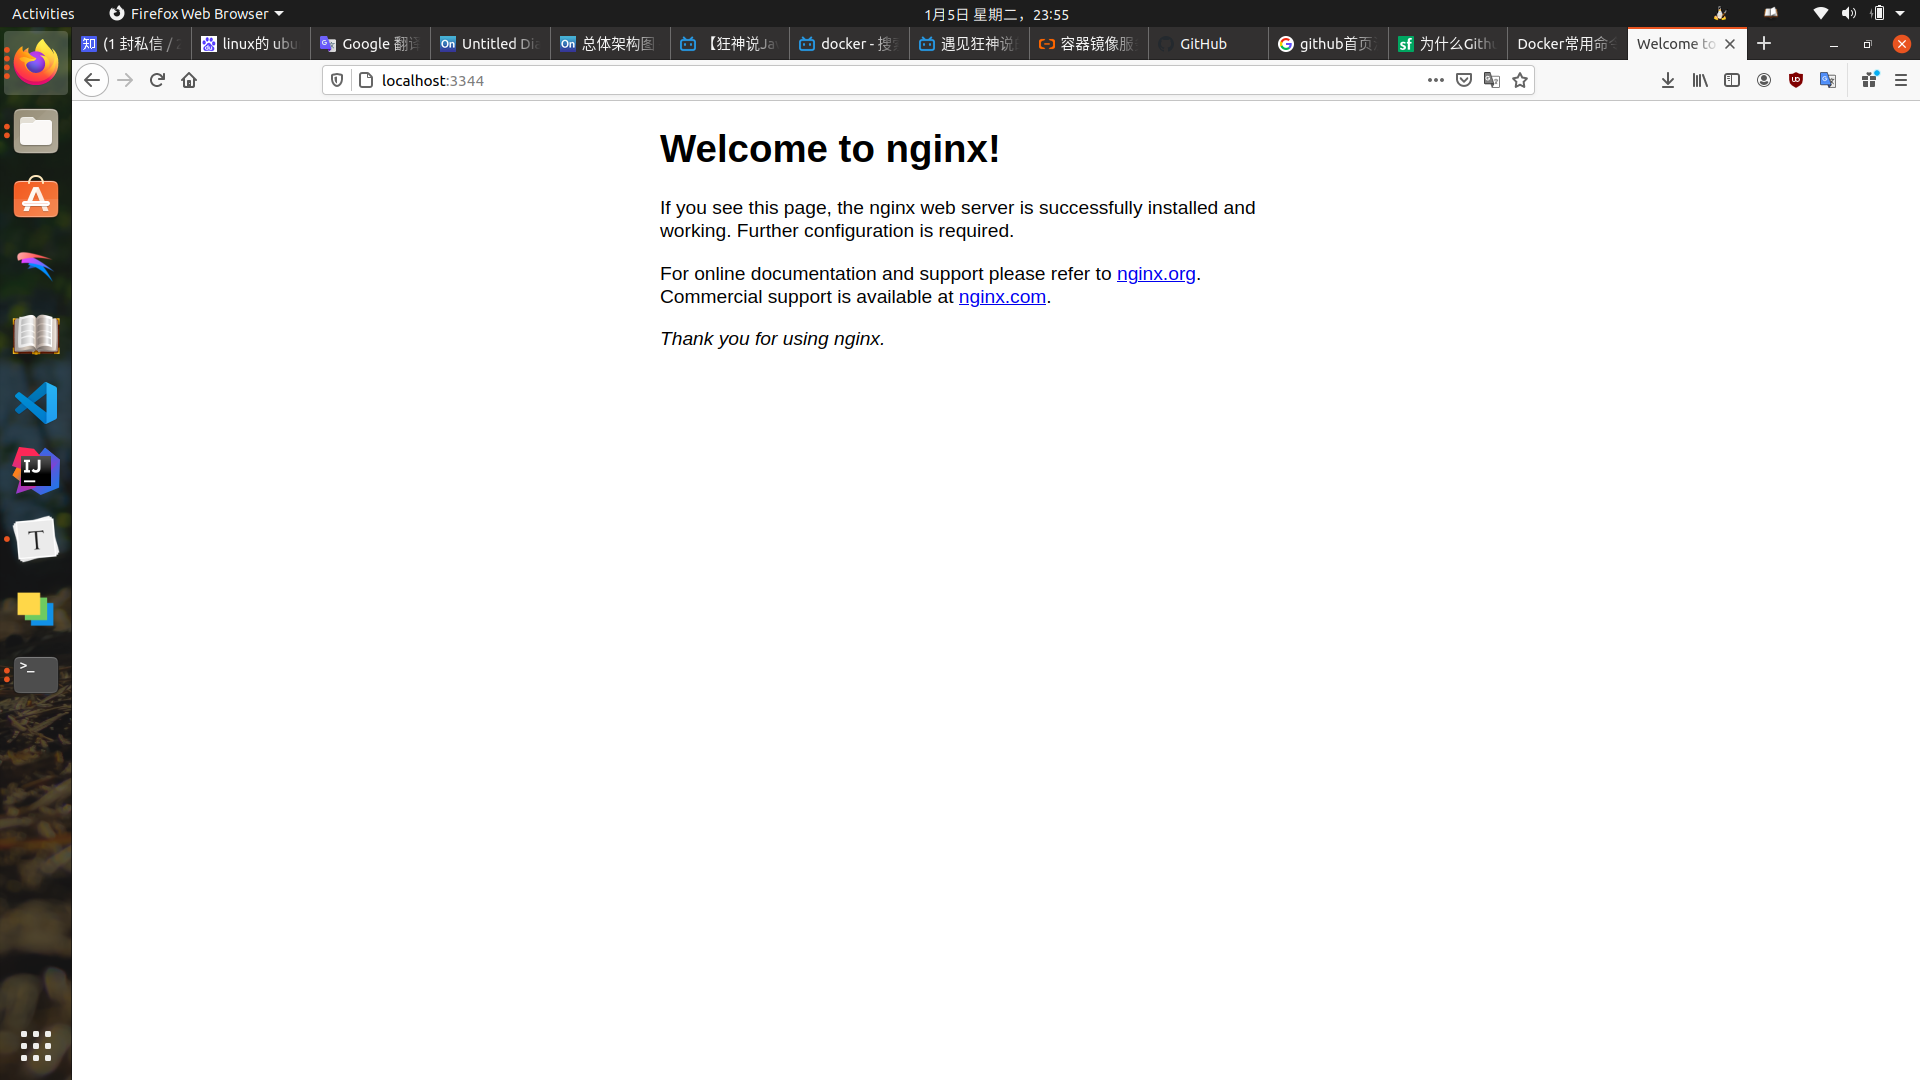 Activities
Firefox Web Browser
1月5日 星期二，23:55
知 (1 封私信 /
linux的 ubu
Google 翻译
On Untitled Dia
On 总体架构图
【狂神说Jav
docker - 搜
遇见狂神说
容器镜像服
GitHub
github首页
sf 为什么Githu
Docker常用命令
Welcome to
localhost:3344
Welcome to nginx!
If you see this page, the nginx web server is successfully installed and
working. Further configuration is required.
For online documentation and support please refer to nginx.org.
Commercial support is available at nginx.com.
Thank you for using nginx.
IJ
T
>_